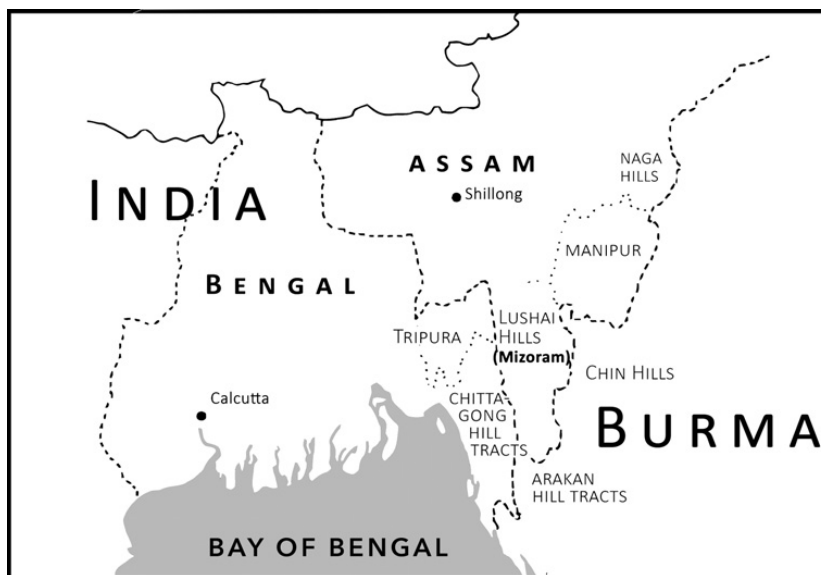 ASSAM
Shillong
NAGA
HILLS
INDIA
MANIPUR
BENGAL
TRIPURA
LUSHAI
HILLS
(Mizoram)
CHIN HILLS
Calcutta
CHITTA-
GONG
HILL
TRACTS
BURMA
ARAKAN
HILL TRACTS
BAY OF BENGAL